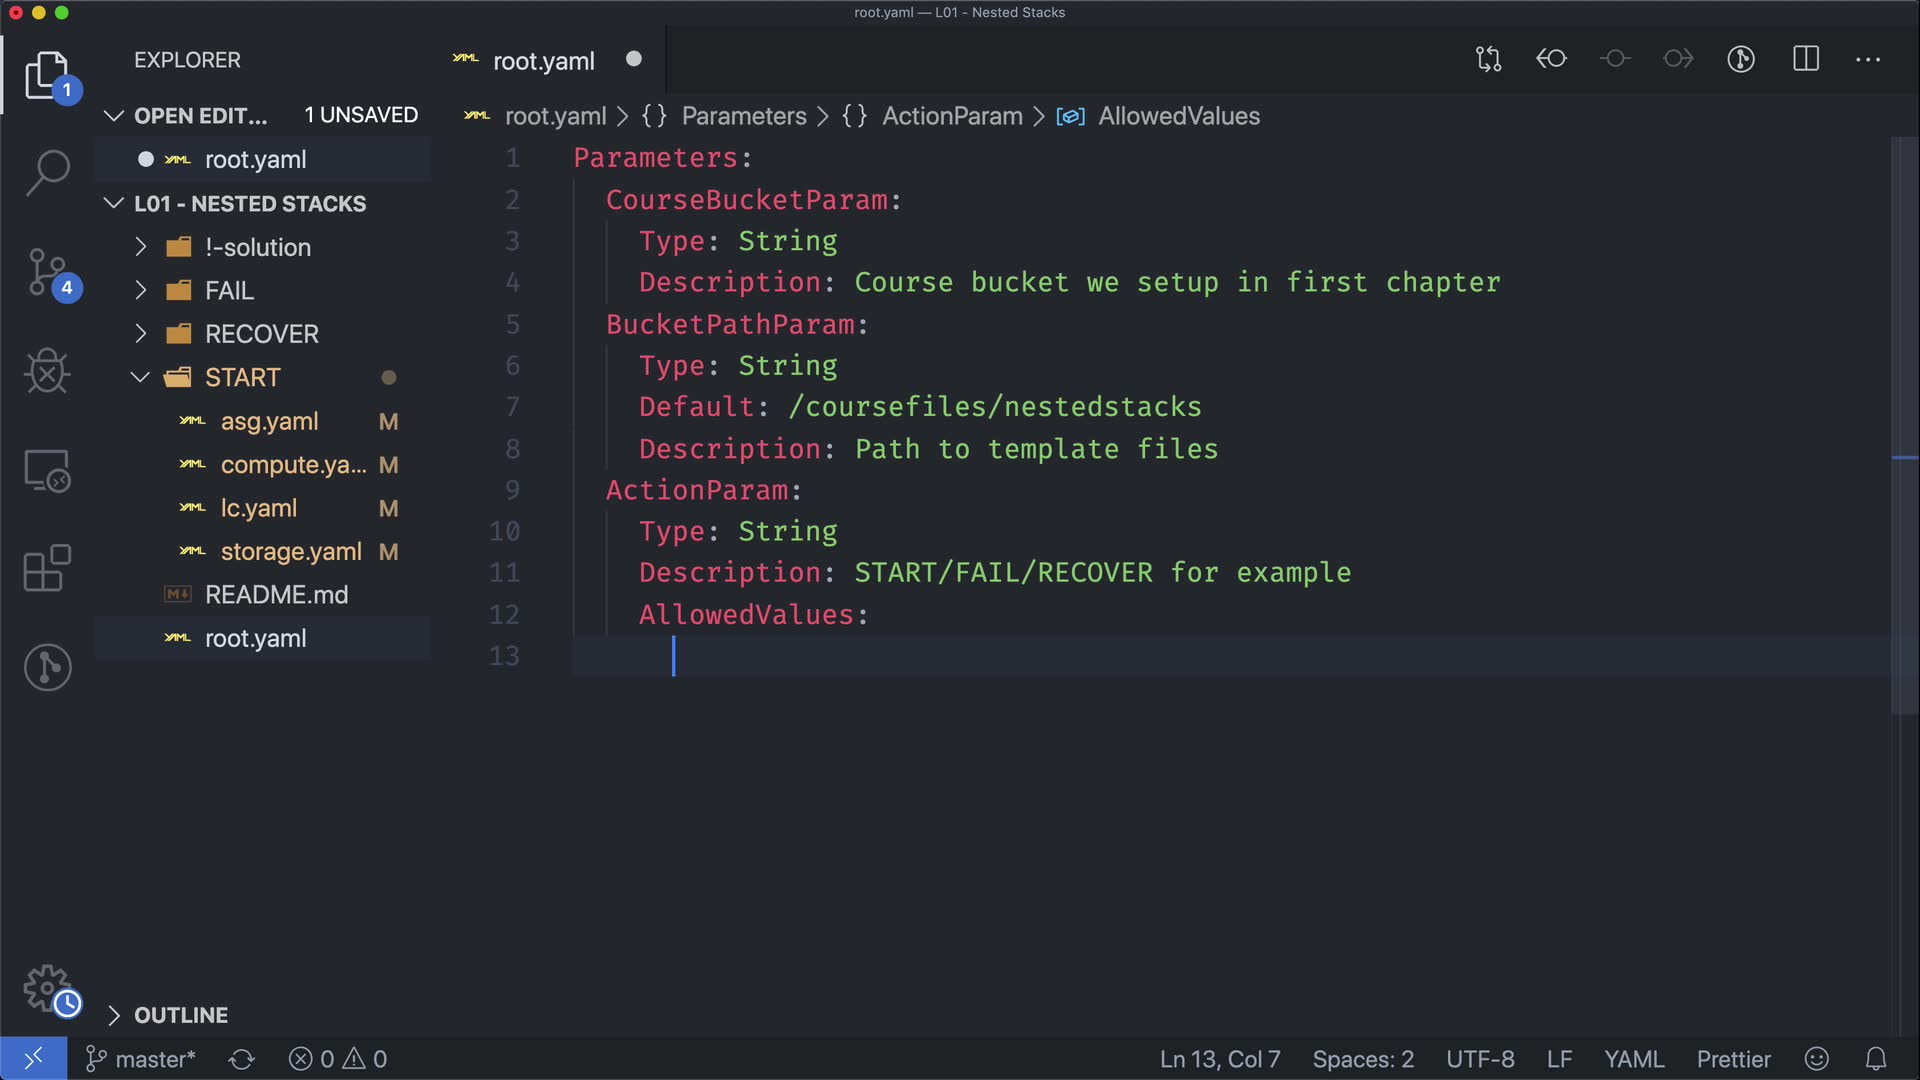 root.yaml — L01 - Nested Stacks
EXPLORER
OPEN EDIT... 1 UNSAVED
root.yaml
L01 - NESTED STACKS
!-solution
FAIL
RECOVER
START
asg.yaml M
compute.ya... M
lc.yaml M
storage.yaml M
README.md
root.yaml
OUTLINE
1
4
root.yaml
root.yaml > {} Parameters > {} ActionParam > AllowedValues
1 Parameters:
2 CourseBucketParam:
3 Type: String
4 Description: Course bucket we setup in first chapter
5 BucketPathParam:
6 Type: String
7 Default: /coursefiles/nestedstacks
8 Description: Path to template files
9 ActionParam:
10 Type: String
11 Description: START/FAIL/RECOVER for example
12 AllowedValues:
13
master* 0 0 Ln 13, Col 7 Spaces: 2 UTF-8 LF YAML Prettier